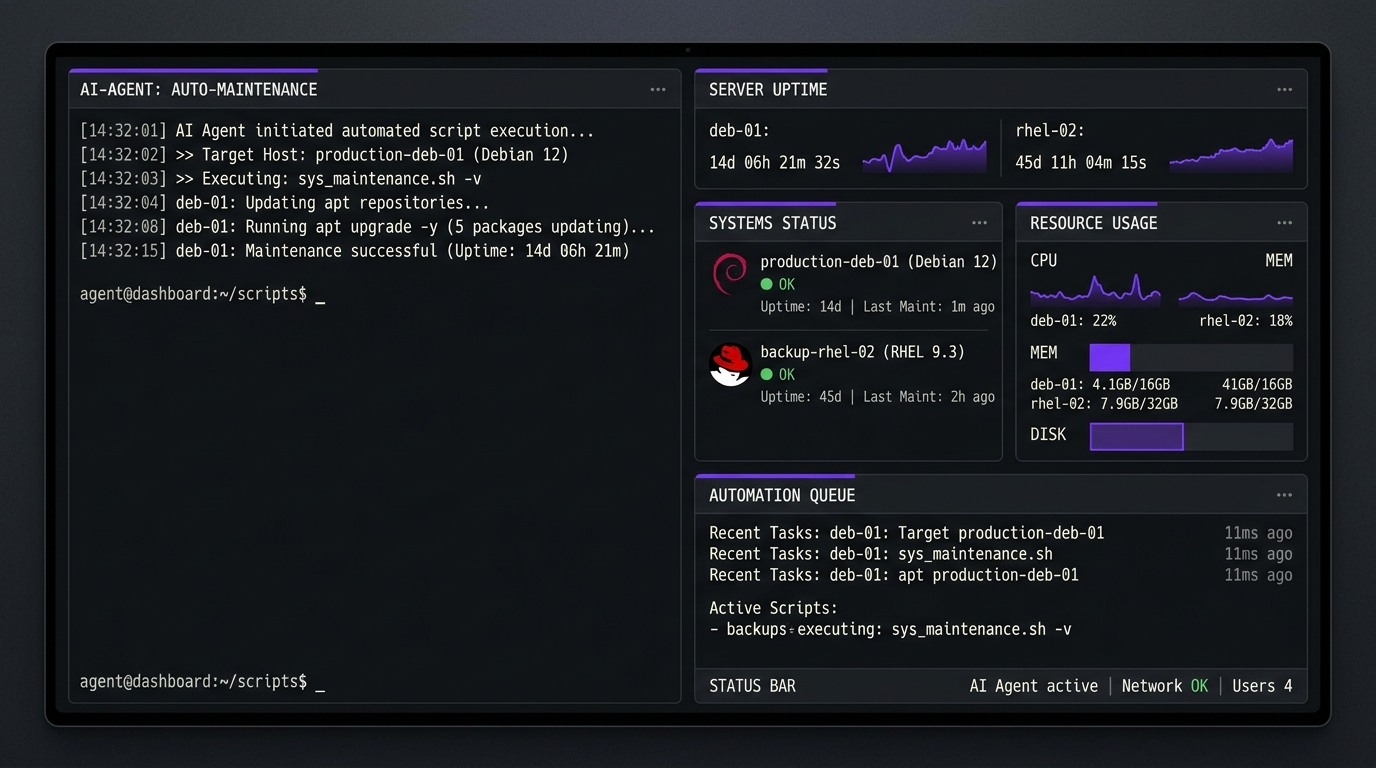 AI-AGENT: AUTO-MAINTENANCE
[14:32:01] AI Agent initiated automated script execution...
[14:32:02] >> Target Host: production-deb-01 (Debian 12)
[14:32:03] >> Executing: sys_maintenance.sh -v
[14:32:04] deb-01: Updating apt repositories...
[14:32:08] deb-01: Running apt upgrade -y (5 packages updating)...
[14:32:15] deb-01: Maintenance successful (Uptime: 14d 06h 21m)
agent@dashboard:~/scripts$ _
agent@dashboard:~/scripts$ _
SERVER UPTIME
deb-01:
14d 06h 21m 32s
rhel-02:
45d 11h 04m 15s
SYSTEMS STATUS
production-deb-01 (Debian 12)
OK
Uptime: 14d | Last Maint: 1m ago
backup-rhel-02 (RHEL 9.3)
OK
Uptime: 45d | Last Maint: 2h ago
RESOURCE USAGE
CPU MEM
deb-01: 22% rhel-02: 18%
MEM
deb-01: 4.1GB/16GB 41GB/16GB
rhel-02: 7.9GB/32GB 7.9GB/32GB
DISK
AUTOMATION QUEUE
Recent Tasks: deb-01: Target production-deb-01 11ms ago
Recent Tasks: deb-01: sys_maintenance.sh 11ms ago
Recent Tasks: deb-01: apt production-deb-01 11ms ago
Active Scripts:
- backups÷executing: sys_maintenance.sh -v
STATUS BAR AI Agent active | Network OK | Users 4